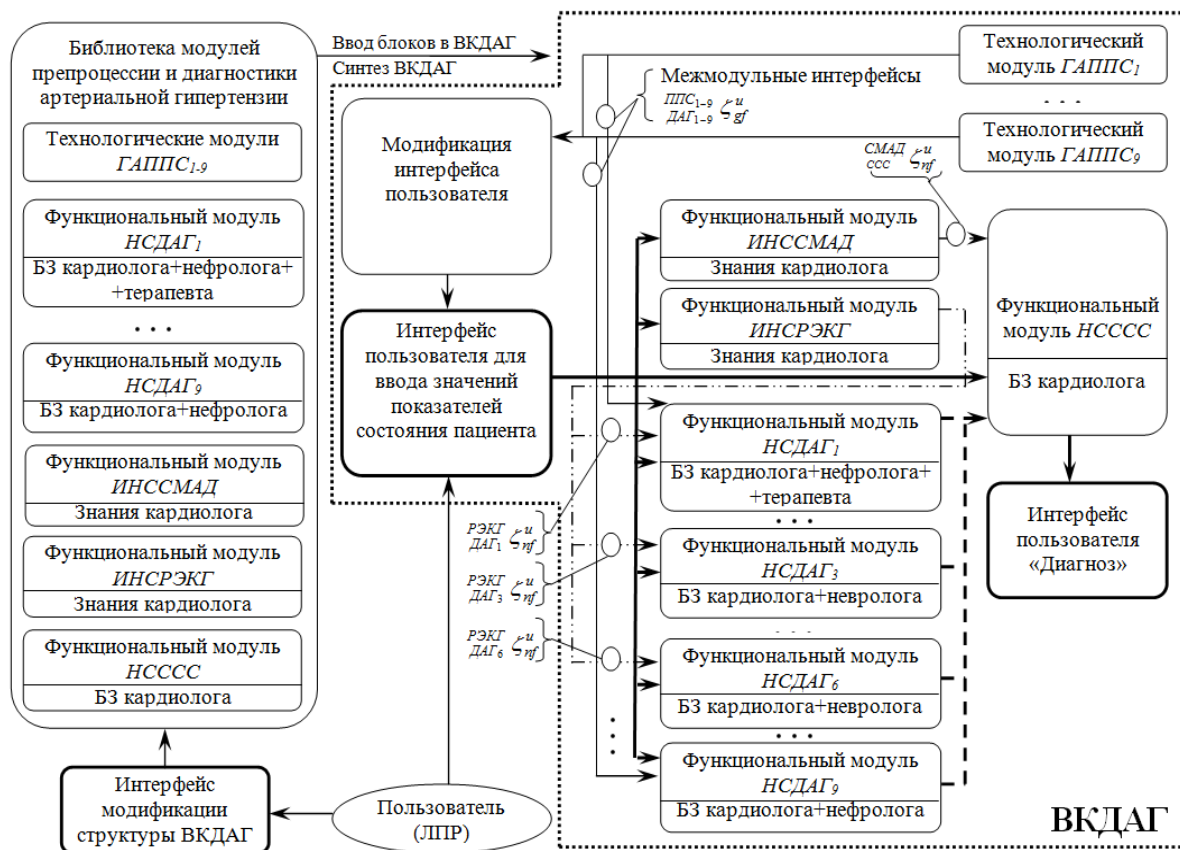 Библиотека модулей
препроцессии и диагностики
артериальной гипертензии
Технологические модули
ГАППС1-9
Функциональный модуль
НСДАГ1
БЗ кардиолога+нефролога+
+терапевта
• • •
Функциональный модуль
НСДАГ9
БЗ кардиолога+нефролога
Функциональный модуль
ИНССМАД
Знания кардиолога
Функциональный модуль
ИНСРЭКГ
Знания кардиолога
Функциональный модуль
НСССС
БЗ кардиолога
Интерфейс
модификации
структуры ВКДАГ
Пользователь
(ЛПР)
Ввод блоков в ВКДАГ
Синтез ВКДАГ
Модификация
интерфейса
пользователя
Интерфейс
пользователя для
ввода значений
показателей
состояния пациента
Межмодульные интерфейсы
ППС1–9 ζ u
ДАГ1–9 gf
Технологический
модуль ГАППС1
• • •
Технологический
модуль ГАППС9
СМАД ζ u
ССС nf
Функциональный модуль
ИНССМАД
Знания кардиолога
Функциональный модуль
ИНСРЭКГ
Знания кардиолога
Функциональный модуль
НСДАГ1
БЗ кардиолога+нефролога+
+терапевта
• • •
Функциональный модуль
НСДАГ3
БЗ кардиолога+невролога
. . .
Функциональный модуль
НСДАГ6
БЗ кардиолога+невролога
• • •
Функциональный модуль
НСДАГ9
БЗ кардиолога+нефролога
РЭКГ ζ u
ДАГ1 nf
РЭКГ ζ u
ДАГ3 nf
РЭКГ ζ u
ДАГ6 nf
Функциональный
модуль НСССС
БЗ кардиолога
Интерфейс
пользователя
«Диагноз»
ВКДАГ